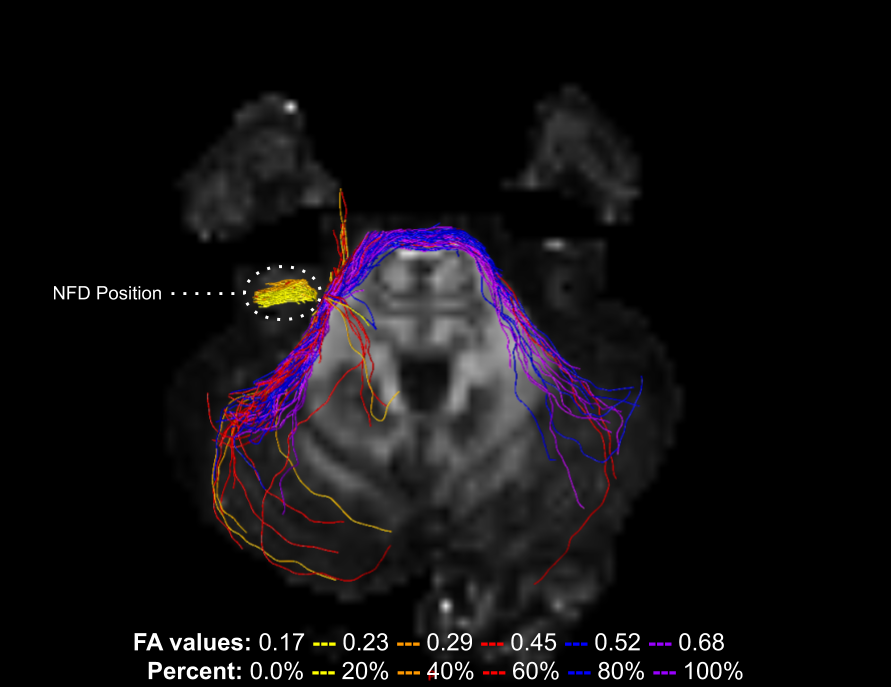 NFD Position
FA values: 0.17 --- 0.23 --- 0.29 --- 0.45 --- 0.52 --- 0.68
Percent: 0.0% --- 20% --- 40% --- 60% --- 80% --- 100%